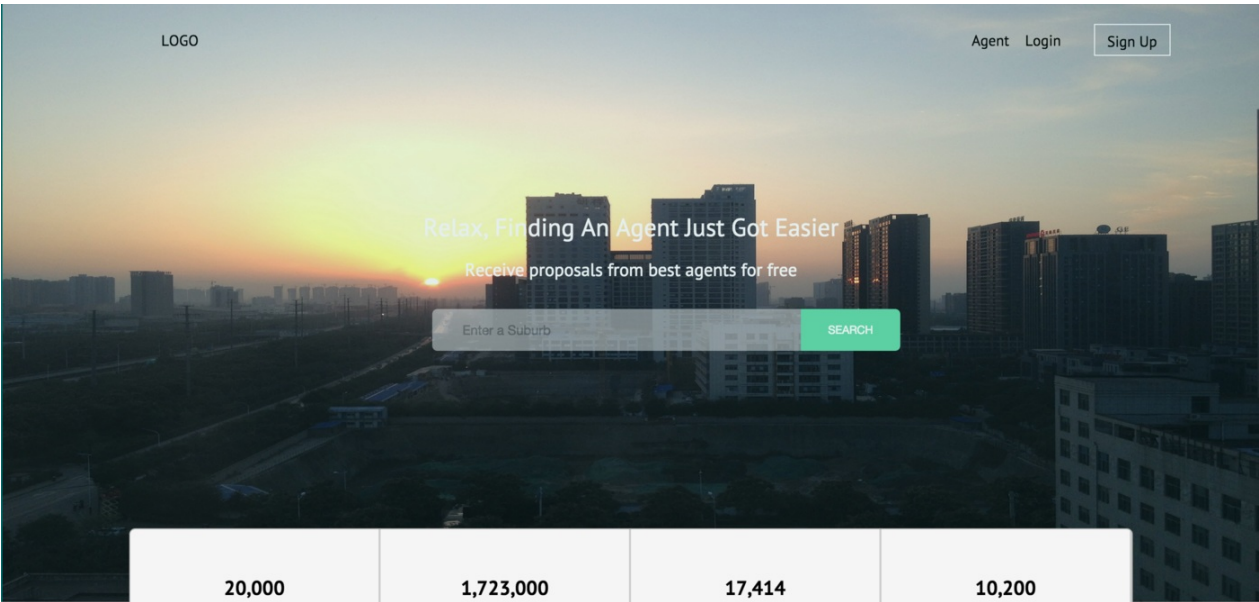 LOGO
Agent Login Sign Up
Relax, Finding An Agent Just Got Easier
Receive proposals from best agents for free
Enter a Suburb SEARCH
20,000 1,723,000 17,414 10,200